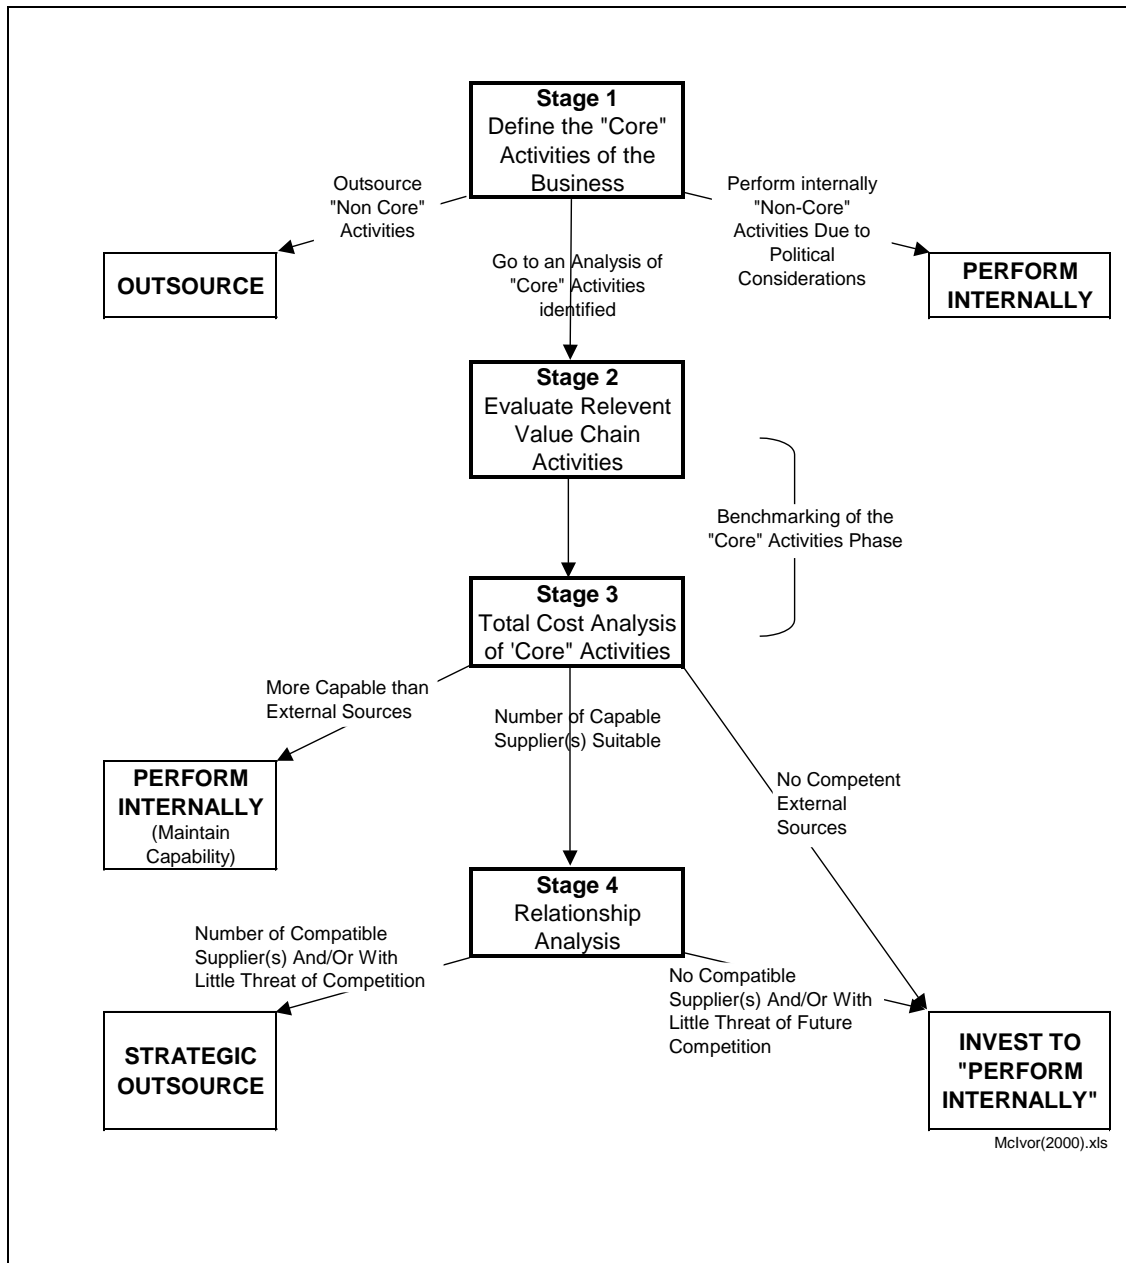 Stage 1
Define the "Core"
Activities of the
Business
Outsource
"Non Core"
Activities
Perform internally
"Non-Core"
Activities Due to
Political
Considerations
OUTSOURCE
Go to an Analysis of
"Core" Activities
identified
PERFORM
INTERNALLY
Stage 2
Evaluate Relevent
Value Chain
Activities
Benchmarking of the
"Core" Activities Phase
Stage 3
Total Cost Analysis
of 'Core" Activities
More Capable than
External Sources
Number of Capable
Supplier(s) Suitable
No Competent
External
Sources
PERFORM
INTERNALLY
(Maintain
Capability)
Stage 4
Relationship
Analysis
Number of Compatible
Supplier(s) And/Or With
Little Threat of Competition
No Compatible
Supplier(s) And/Or With
Little Threat of Future
Competition
STRATEGIC
OUTSOURCE
INVEST TO
"PERFORM
INTERNALLY"
McIvor(2000).xls